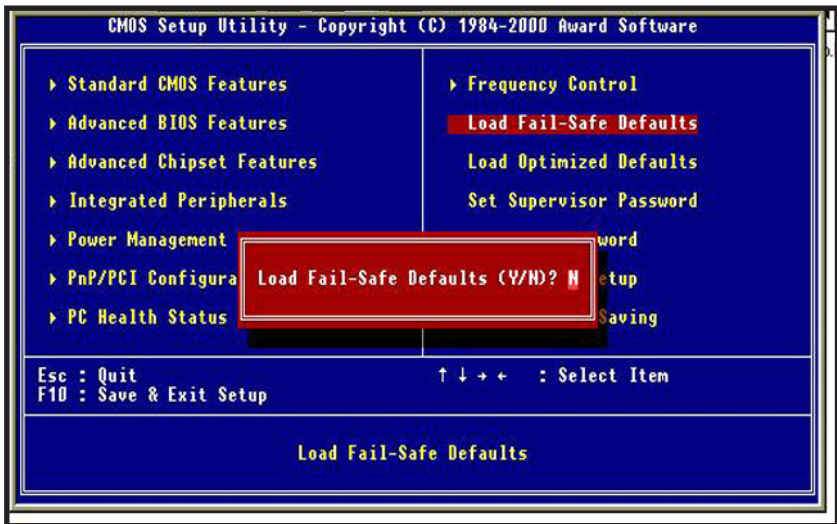 CMOS Setup Utility - Copyright (C) 1984-2000 Award Software
▸ Standard CMOS Features
▸ Advanced BIOS Features
▸ Advanced Chipset Features
▸ Integrated Peripherals
▸ Power Management
▸ PnP/PCI Configura
▸ PC Health Status
▸ Frequency Control
Load Fail-Safe Defaults
Load Optimized Defaults
Set Supervisor Password
word
etup
Saving
Load Fail-Safe Defaults (Y/N)? N
Esc : Quit
F10 : Save & Exit Setup
↑ ↓ → ← : Select Item
Load Fail-Safe Defaults